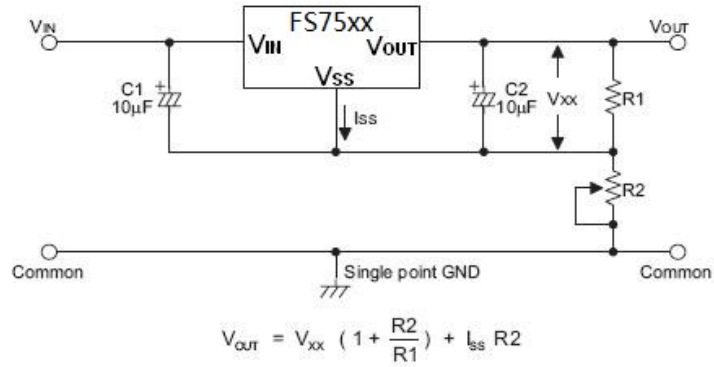 VIN
FS75xx
VIN
VOUT
VSS
VOUT
C1
10μF
+
ISS
+
C2
10μF
VXX
R1
R2
Common
Single point GND
Common
VOUT = VXX ( 1 + R2/R1 ) + ISS R2